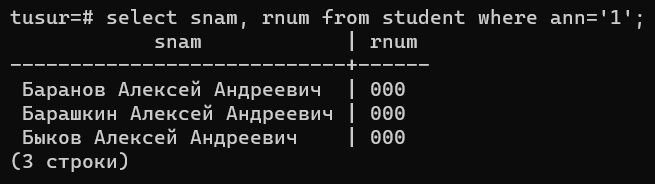 tusur=# select snam, rnum from student where ann='1';
snam | rnum
----------------------------+------
Баранов Алексей Андреевич | 000
Барашкин Алексей Андреевич | 000
Быков Алексей Андреевич | 000
(3 строки)